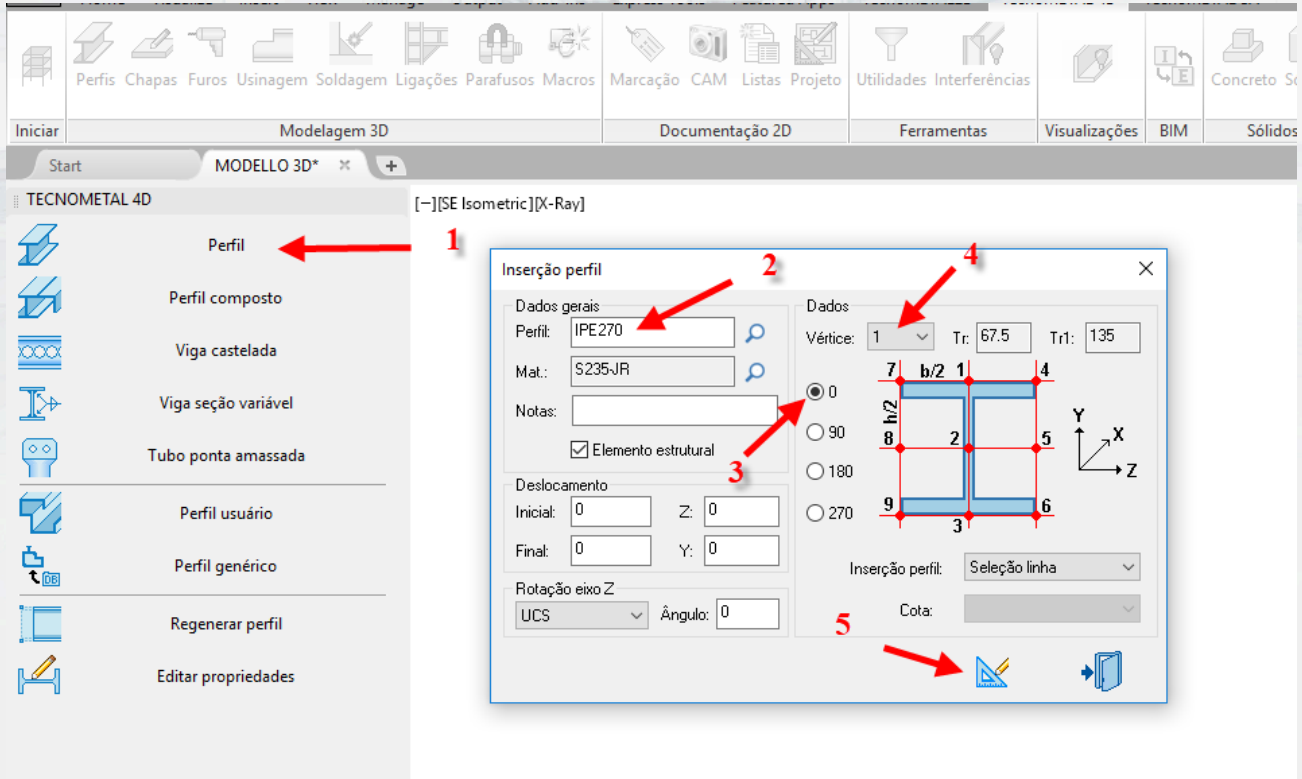 Perfis Chapas Furos Usinagem Soldagem Ligações Parafusos Macros Marcação CAM Listas Projeto Utilidades Interferências Concreto
Iniciar Modelagem 3D Documentação 2D Ferramentas Visualizações BIM Sólidos
Start MODELLO 3D* +
TECNOMETAL 4D
[−][SE Isometric][X-Ray]
Perfil
1
Perfil composto
Viga castelada
Viga seção variável
Tubo ponta amassada
Perfil usuário
Perfil genérico
DB
Regenerar perfil
Editar propriedades
Inserção perfil
2
4
Dados gerais
Perfil: IPE270
Mat.: S235-JR
Notas:
Elemento estrutural
3
Deslocamento
Inicial: 0 Z: 0
Final: 0 Y: 0
Rotação eixo Z
UCS Ângulo: 0
Dados
Vértice: 1 Tr: 67.5 Tr1: 135
0
90
180
270
7 b/2 1 4
h/2
8 2 5
9 3 6
Y
X
Z
Inserção perfil: Seleção linha
Cota:
5